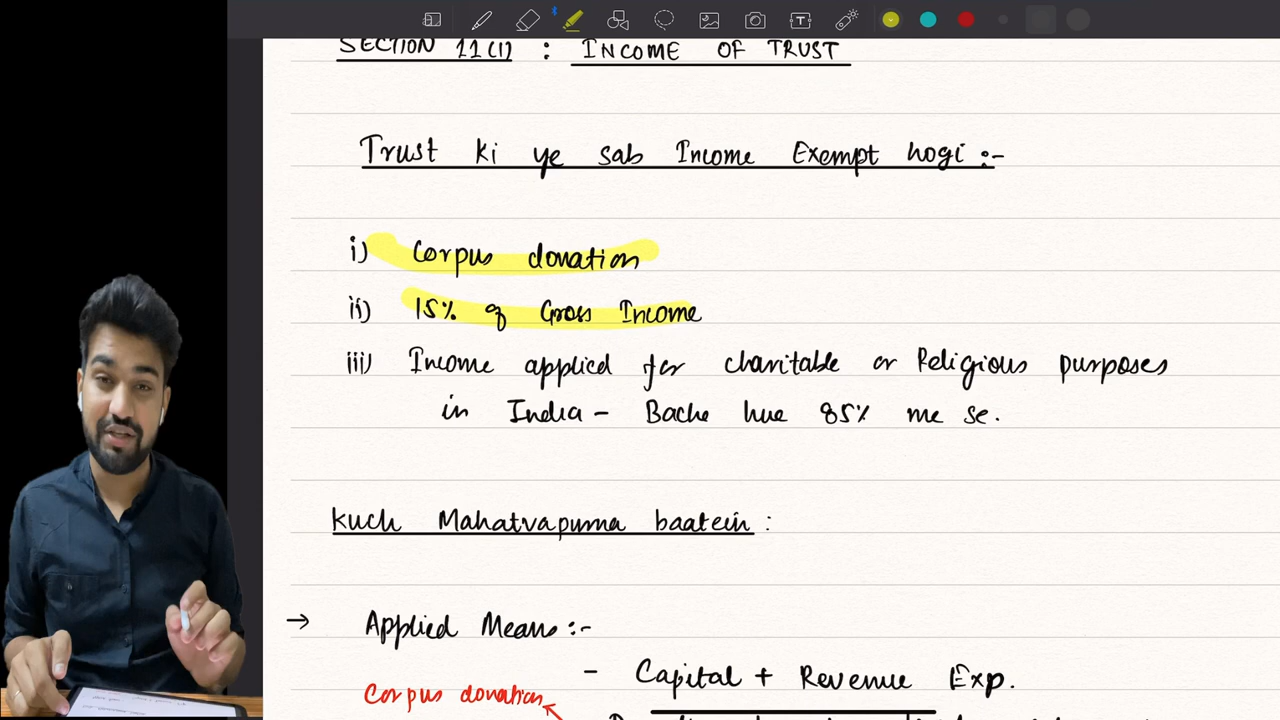 SECTION 11(1) : INCOME OF TRUST
Trust ki ye sab Income Exempt hogi :-
i) Corpus donation
ii) 15% of Gross Income
iii) Income applied for charitable or Religious purposes
in India - Bache hue 85% me se.
Kuch Mahatvapurna baatein :
→ Applied Means :-
- Capital + Revenue Exp.
Corpus donation